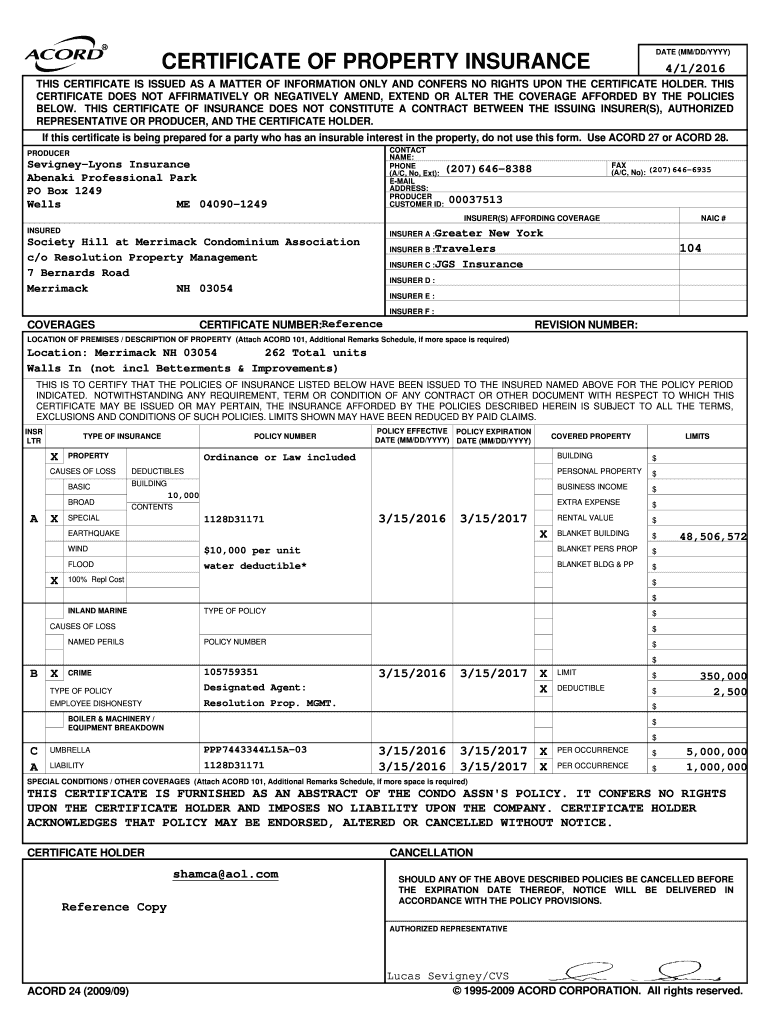 ACORD®
CERTIFICATE OF PROPERTY INSURANCE
DATE (MM/DD/YYYY)
4/1/2016
THIS CERTIFICATE IS ISSUED AS A MATTER OF INFORMATION ONLY AND CONFERS NO RIGHTS UPON THE CERTIFICATE HOLDER. THIS
CERTIFICATE DOES NOT AFFIRMATIVELY OR NEGATIVELY AMEND, EXTEND OR ALTER THE COVERAGE AFFORDED BY THE POLICIES
BELOW. THIS CERTIFICATE OF INSURANCE DOES NOT CONSTITUTE A CONTRACT BETWEEN THE ISSUING INSURER(S), AUTHORIZED
REPRESENTATIVE OR PRODUCER, AND THE CERTIFICATE HOLDER.
If this certificate is being prepared for a party who has an insurable interest in the property, do not use this form. Use ACORD 27 or ACORD 28.
PRODUCER
Sevigney-Lyons Insurance
Abenaki Professional Park
PO Box 1249
Wells ME 04090-1249
CONTACT
NAME:
PHONE
(A/C, No, Ext): (207)646-8388
FAX
(A/C, No): (207)646-6935
E-MAIL
ADDRESS:
PRODUCER
CUSTOMER ID: 00037513
INSURER(S) AFFORDING COVERAGE NAIC #
INSURED
Society Hill at Merrimack Condominium Association
c/o Resolution Property Management
7 Bernards Road
Merrimack NH 03054
INSURER A :Greater New York
INSURER B :Travelers 104
INSURER C :JGS Insurance
INSURER D :
INSURER E :
INSURER F :
COVERAGES CERTIFICATE NUMBER:Reference REVISION NUMBER:
LOCATION OF PREMISES / DESCRIPTION OF PROPERTY (Attach ACORD 101, Additional Remarks Schedule, if more space is required)
Location: Merrimack NH 03054 262 Total units
Walls In (not incl Betterments & Improvements)
THIS IS TO CERTIFY THAT THE POLICIES OF INSURANCE LISTED BELOW HAVE BEEN ISSUED TO THE INSURED NAMED ABOVE FOR THE POLICY PERIOD
INDICATED. NOTWITHSTANDING ANY REQUIREMENT, TERM OR CONDITION OF ANY CONTRACT OR OTHER DOCUMENT WITH RESPECT TO WHICH THIS
CERTIFICATE MAY BE ISSUED OR MAY PERTAIN, THE INSURANCE AFFORDED BY THE POLICIES DESCRIBED HEREIN IS SUBJECT TO ALL THE TERMS,
EXCLUSIONS AND CONDITIONS OF SUCH POLICIES. LIMITS SHOWN MAY HAVE BEEN REDUCED BY PAID CLAIMS.
INSR LTR TYPE OF INSURANCE POLICY NUMBER POLICY EFFECTIVE DATE (MM/DD/YYYY) POLICY EXPIRATION DATE (MM/DD/YYYY) COVERED PROPERTY LIMITS
X PROPERTY Ordinance or Law included BUILDING $
CAUSES OF LOSS DEDUCTIBLES PERSONAL PROPERTY $
BASIC BUILDING BUSINESS INCOME $
10,000
BROAD CONTENTS EXTRA EXPENSE $
A X SPECIAL 1128D31171 3/15/2016 3/15/2017 RENTAL VALUE $
EARTHQUAKE X BLANKET BUILDING $ 48,506,572
WIND $10,000 per unit BLANKET PERS PROP $
FLOOD water deductible* BLANKET BLDG & PP $
X 100% Repl Cost $
$
INLAND MARINE TYPE OF POLICY $
CAUSES OF LOSS $
NAMED PERILS POLICY NUMBER $
$
B X CRIME 105759351 3/15/2016 3/15/2017 X LIMIT $ 350,000
TYPE OF POLICY Designated Agent: X DEDUCTIBLE $ 2,500
EMPLOYEE DISHONESTY Resolution Prop. MGMT. $
BOILER & MACHINERY / $
EQUIPMENT BREAKDOWN $
C UMBRELLA PPP7443344L15A-03 3/15/2016 3/15/2017 X PER OCCURRENCE $ 5,000,000
A LIABILITY 1128D31171 3/15/2016 3/15/2017 X PER OCCURRENCE $ 1,000,000
SPECIAL CONDITIONS / OTHER COVERAGES (Attach ACORD 101, Additional Remarks Schedule, if more space is required)
THIS CERTIFICATE IS FURNISHED AS AN ABSTRACT OF THE CONDO ASSN'S POLICY. IT CONFERS NO RIGHTS
UPON THE CERTIFICATE HOLDER AND IMPOSES NO LIABILITY UPON THE COMPANY. CERTIFICATE HOLDER
ACKNOWLEDGES THAT POLICY MAY BE ENDORSED, ALTERED OR CANCELLED WITHOUT NOTICE.
CERTIFICATE HOLDER
shamca@aol.com
Reference Copy
CANCELLATION
SHOULD ANY OF THE ABOVE DESCRIBED POLICIES BE CANCELLED BEFORE
THE EXPIRATION DATE THEREOF, NOTICE WILL BE DELIVERED IN
ACCORDANCE WITH THE POLICY PROVISIONS.
AUTHORIZED REPRESENTATIVE
Lucas Sevigney/CVS
ACORD 24 (2009/09)
© 1995-2009 ACORD CORPORATION. All rights reserved.